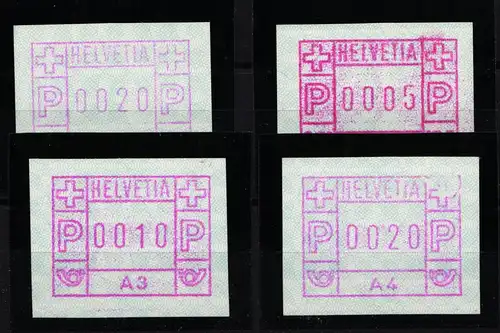 HELVETIA
P 0020 P
HELVETIA
P 0005 P
HELVETIA
P 0010 P
A3
HELVETIA
P 0020 P
A4